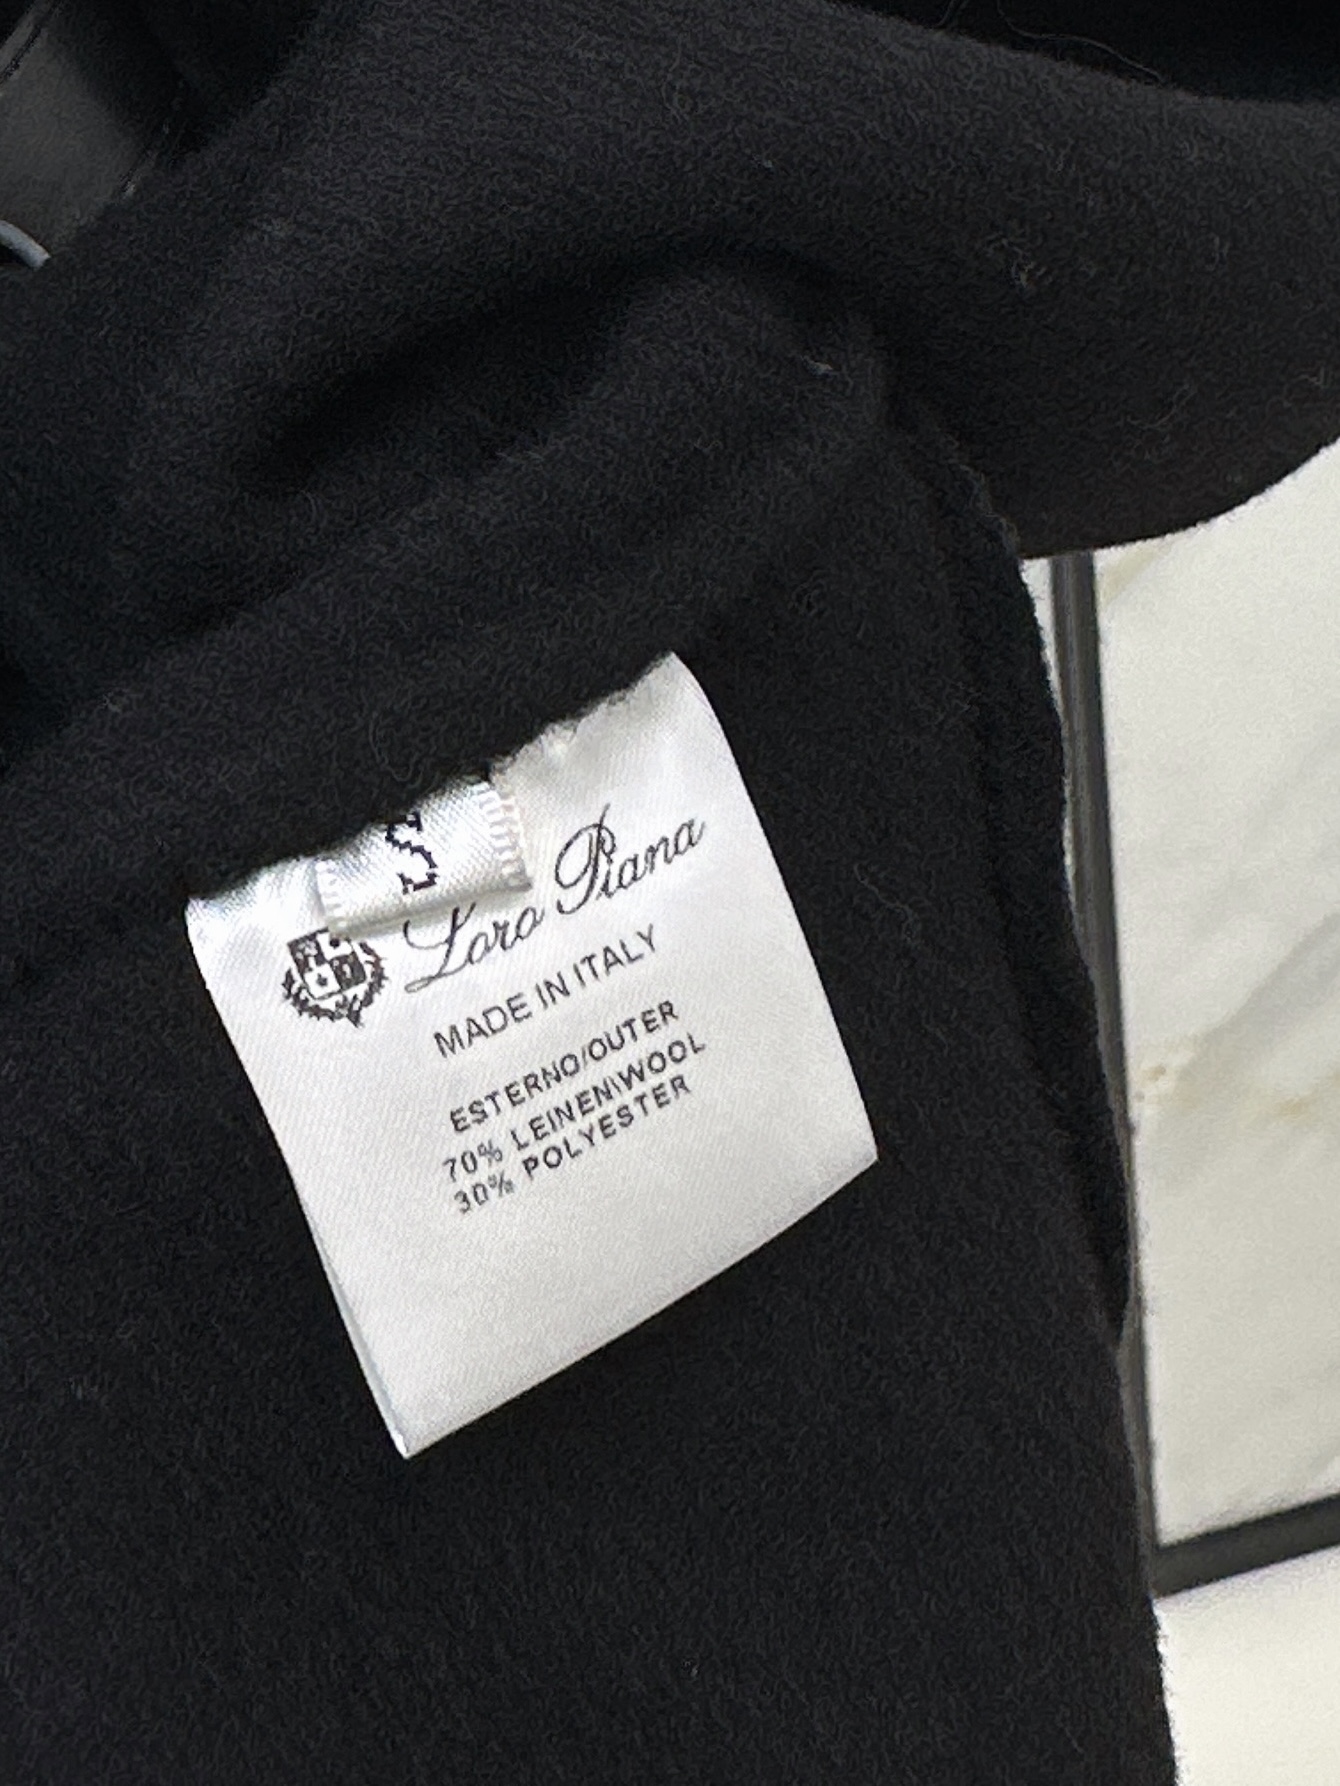 S
Loro Piana
MADE IN ITALY
ESTERNO/OUTER
70% LEINEN\WOOL
30% POLYESTER